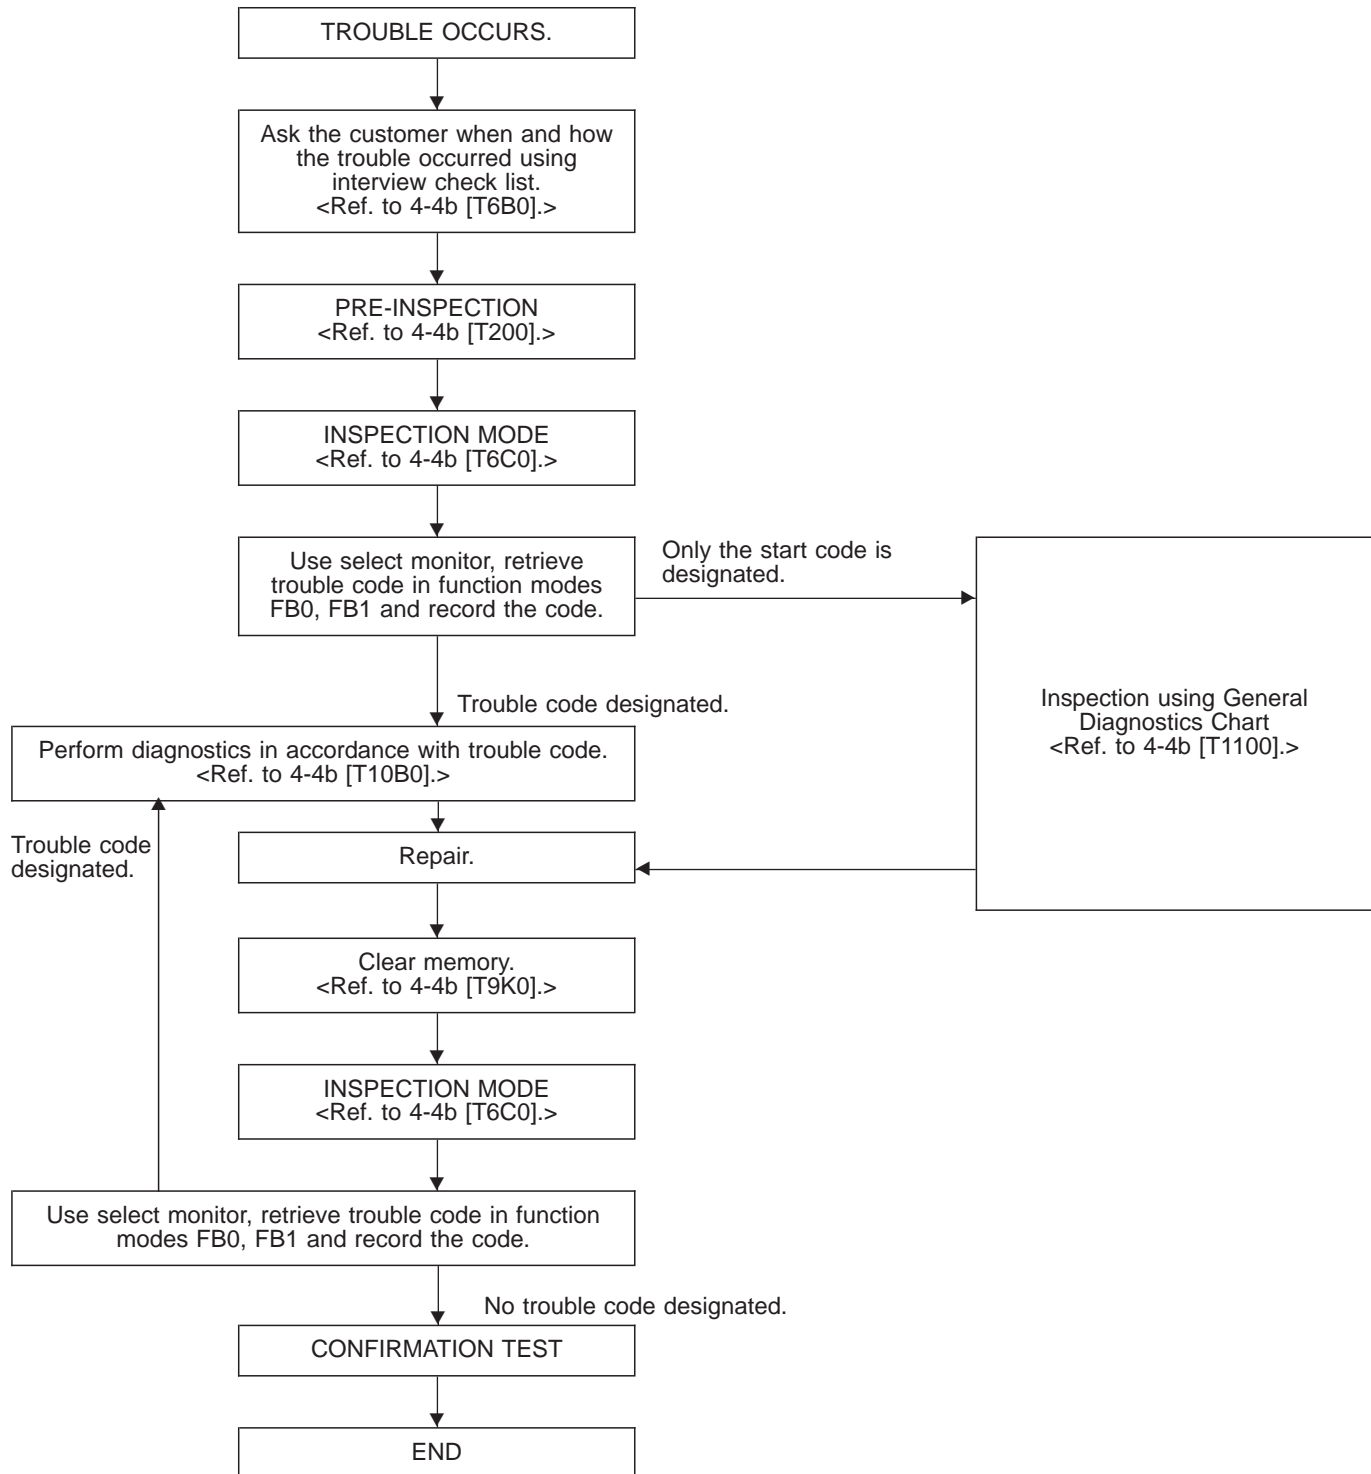 TROUBLE OCCURS.
Ask the customer when and how
the trouble occurred using
interview check list.
<Ref. to 4-4b [T6B0].>
PRE-INSPECTION
<Ref. to 4-4b [T200].>
INSPECTION MODE
<Ref. to 4-4b [T6C0].>
Use select monitor, retrieve
trouble code in function modes
FB0, FB1 and record the code.
Only the start code is
designated.
Inspection using General
Diagnostics Chart
<Ref. to 4-4b [T1100].>
Trouble code designated.
Perform diagnostics in accordance with trouble code.
<Ref. to 4-4b [T10B0].>
Trouble code
designated.
Repair.
Clear memory.
<Ref. to 4-4b [T9K0].>
INSPECTION MODE
<Ref. to 4-4b [T6C0].>
Use select monitor, retrieve trouble code in function
modes FB0, FB1 and record the code.
No trouble code designated.
CONFIRMATION TEST
END